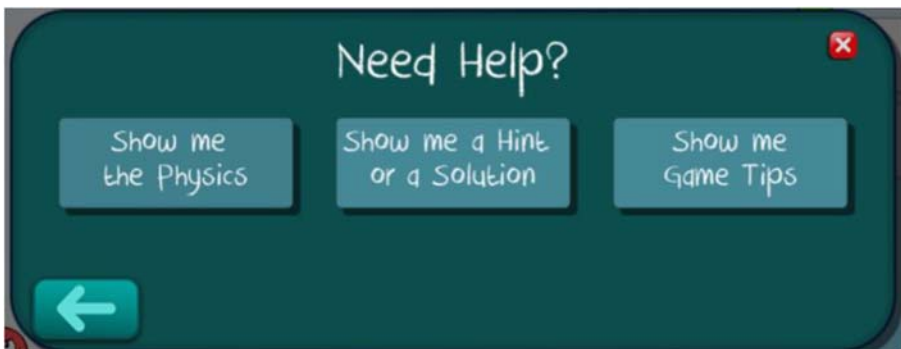 Need Help?
Show me
the Physics
Show me a Hint
or a Solution
Show me
Game Tips